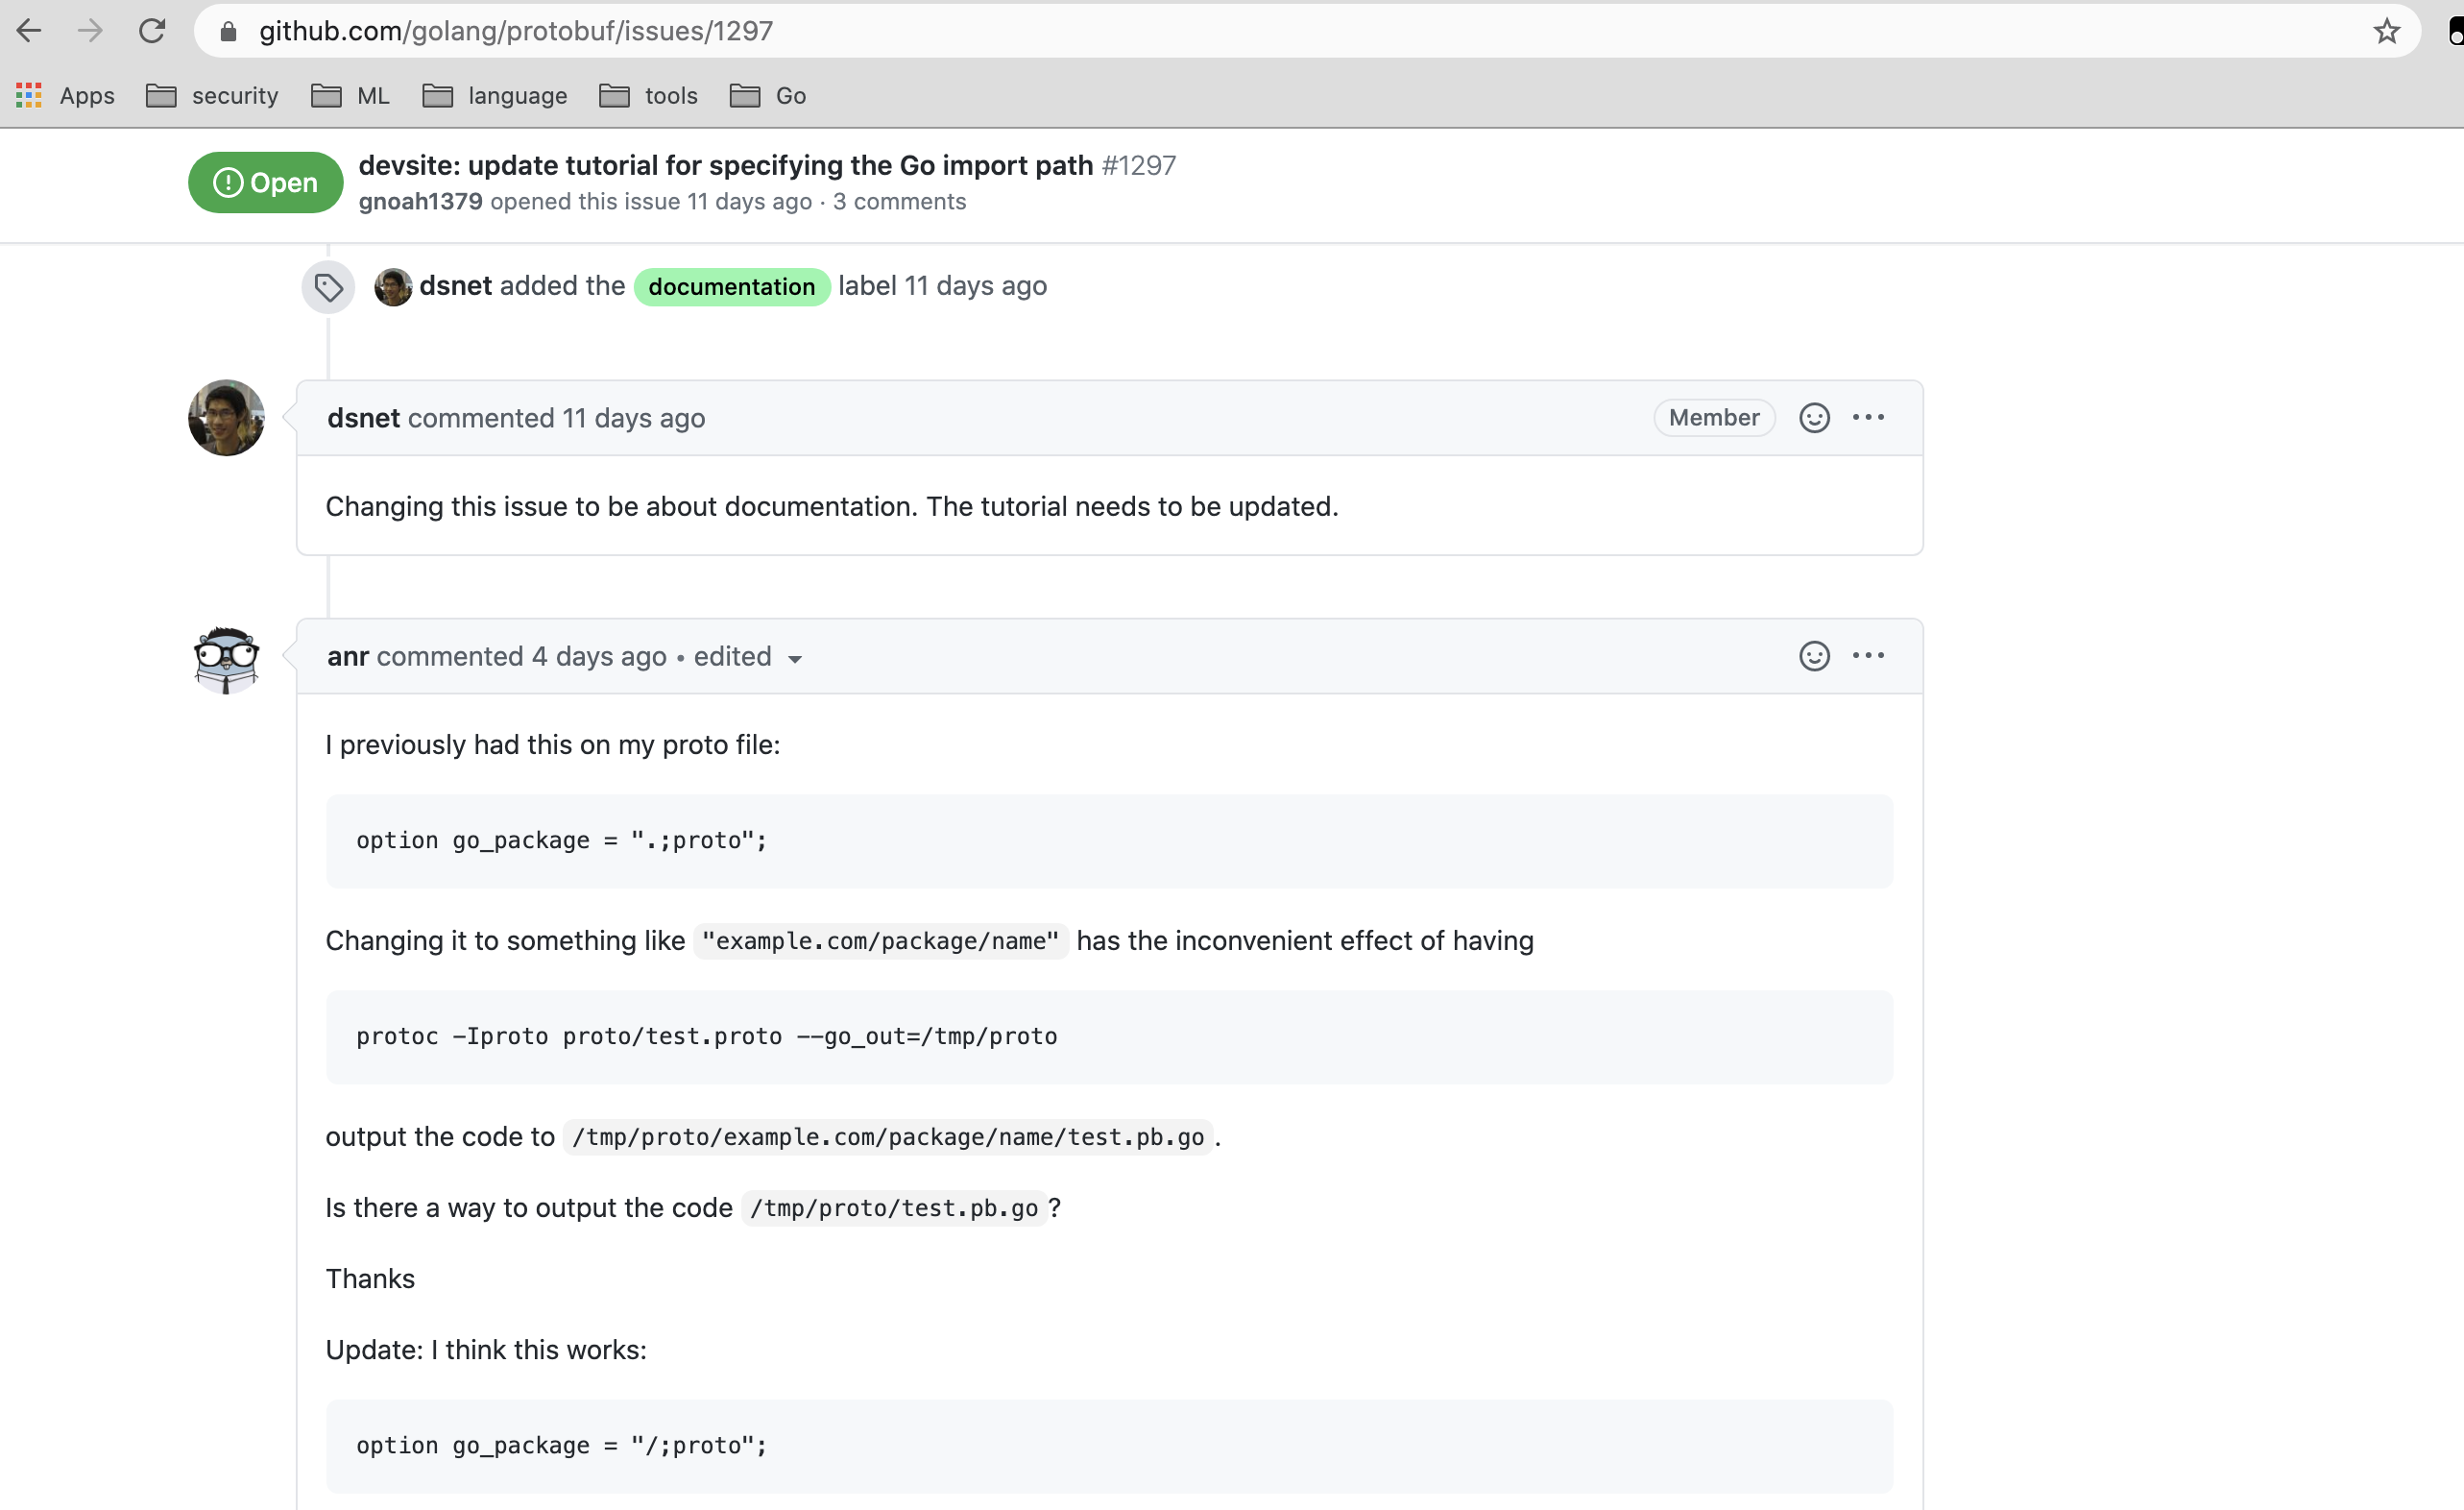 github.com/golang/protobuf/issues/1297
Apps security ML language tools Go
Open
devsite: update tutorial for specifying the Go import path #1297
gnoah1379 opened this issue 11 days ago · 3 comments
dsnet added the documentation label 11 days ago
dsnet commented 11 days ago Member
Changing this issue to be about documentation. The tutorial needs to be updated.
anr commented 4 days ago • edited
I previously had this on my proto file:
option go_package = ".;proto";
Changing it to something like "example.com/package/name" has the inconvenient effect of having
protoc -Iproto proto/test.proto --go_out=/tmp/proto
output the code to /tmp/proto/example.com/package/name/test.pb.go.
Is there a way to output the code /tmp/proto/test.pb.go?
Thanks
Update: I think this works:
option go_package = "/;proto";